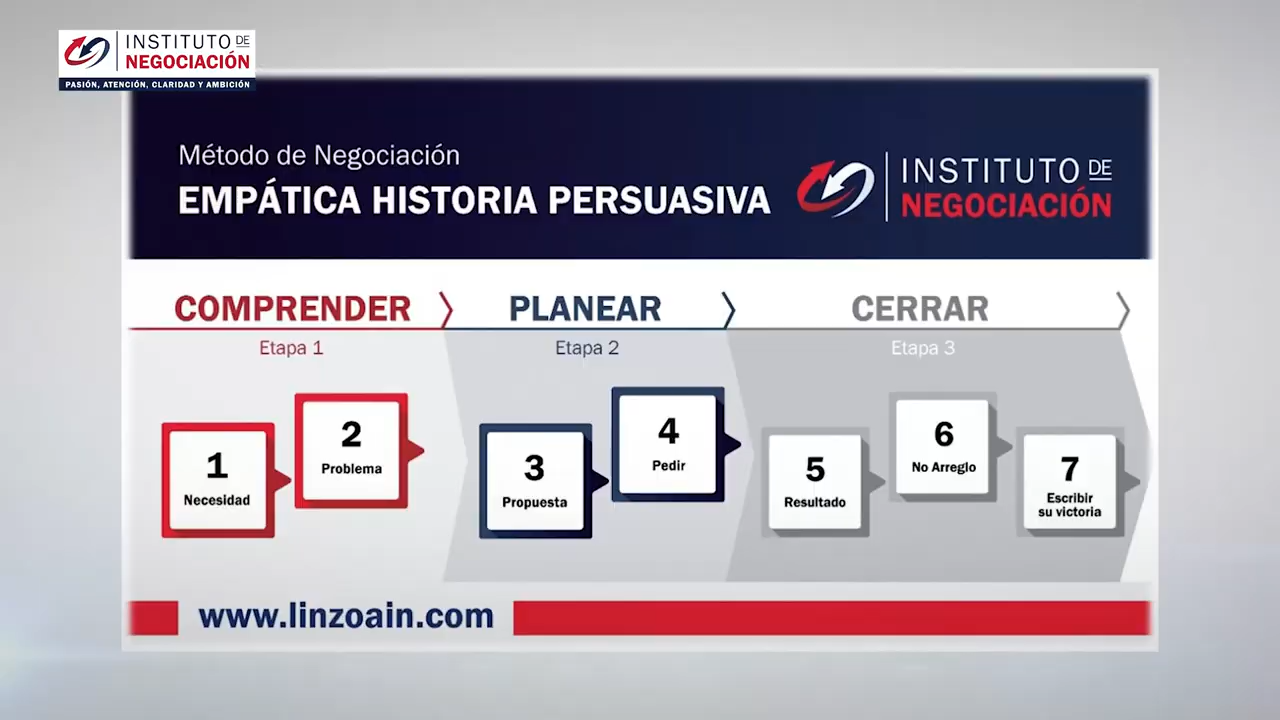 INSTITUTO DE
NEGOCIACIÓN
PASIÓN, ATENCIÓN, CLARIDAD Y AMBICIÓN
Método de Negociación
EMPÁTICA HISTORIA PERSUASIVA
INSTITUTO DE
NEGOCIACIÓN
COMPRENDER
PLANEAR
CERRAR
Etapa 1
Etapa 2
Etapa 3
1
Necesidad
2
Problema
3
Propuesta
4
Pedir
5
Resultado
6
No Arreglo
7
Escribir
su victoria
www.linzoain.com